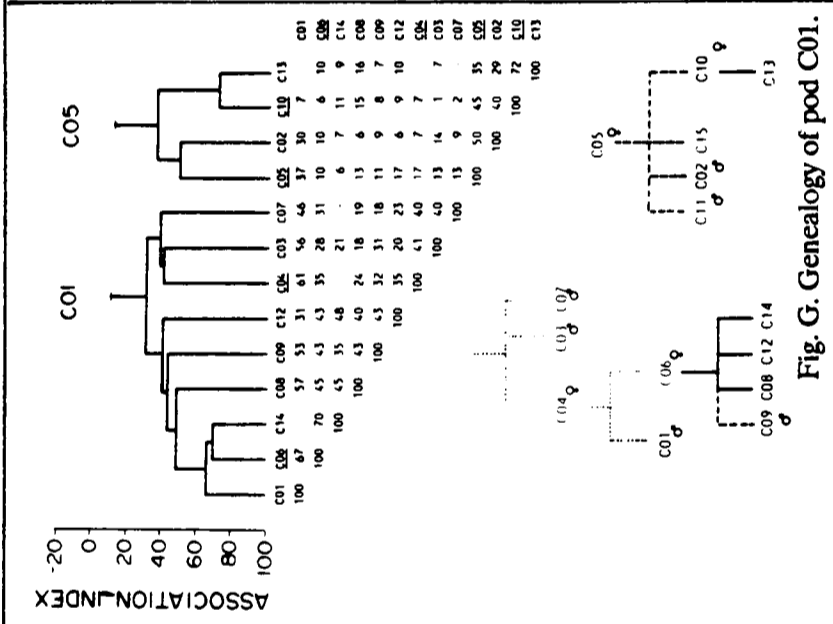 C01 C05
-20
0
20
40
60
80
100
ASSOCIATION INDEX
C01 C06 C14 C08 C09 C12 C04 C03 C07 C05 C02 C10 C13
100 67 57 53 31 61 56 46 37 30 7 C01
100 70 45 43 43 35 28 31 10 10 6 10 C06
100 45 35 48 21 · 6 7 11 9 C14
100 43 40 24 18 19 13 6 15 16 C08
100 43 32 31 18 11 9 8 7 C09
100 35 20 23 17 6 9 10 C12
100 41 40 17 7 7 C04
100 40 13 14 1 7 C03
100 13 9 2 · C07
100 50 45 35 C05
100 40 29 C02
100 72 C10
100 C13
C04 ♀
C01 ♂ C06 ♀ C03 ♂ C07 ♂
C09 ♂ C08 C12 C14
C05 ♀
C11 ♂ C02 ♂ C15 C10 ♀
C13
Fig. G. Genealogy of pod C01.